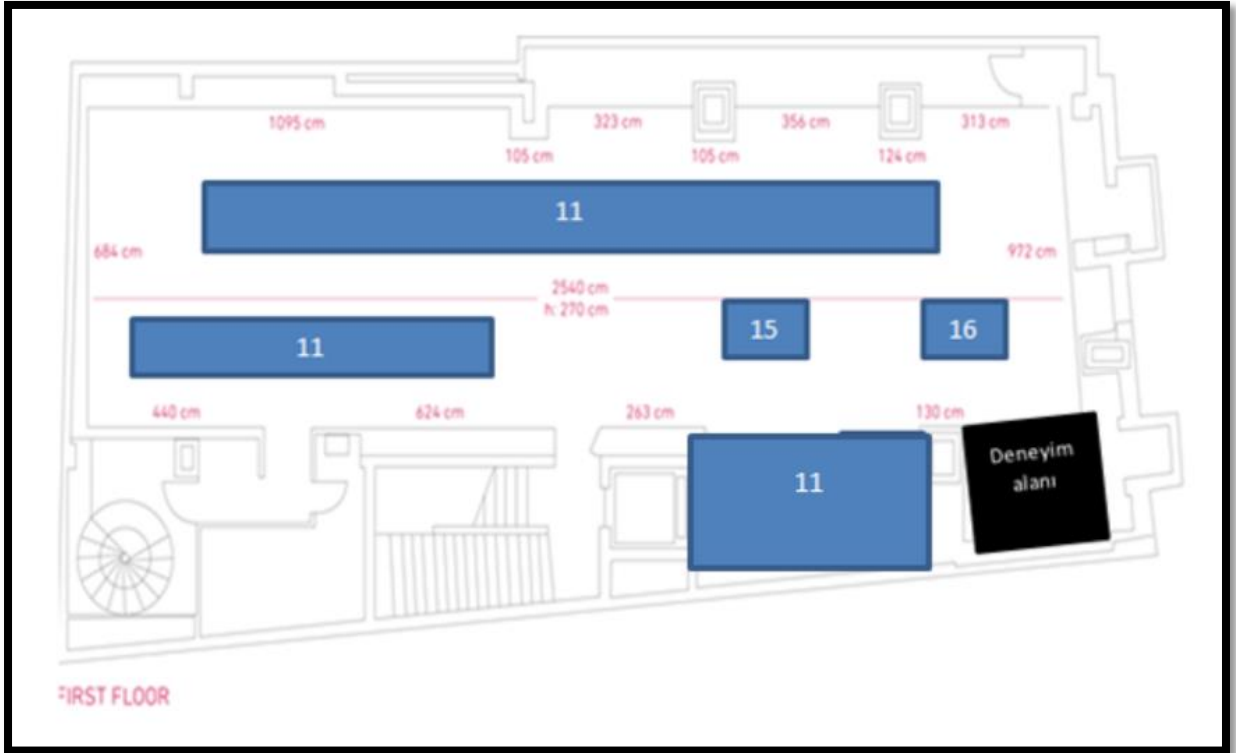 1095 cm
323 cm
356 cm
313 cm
105 cm
105 cm
124 cm
11
684 cm
972 cm
2540 cm
h: 270 cm
15
16
11
440 cm
624 cm
263 cm
130 cm
Deneyim
alanı
11
FIRST FLOOR